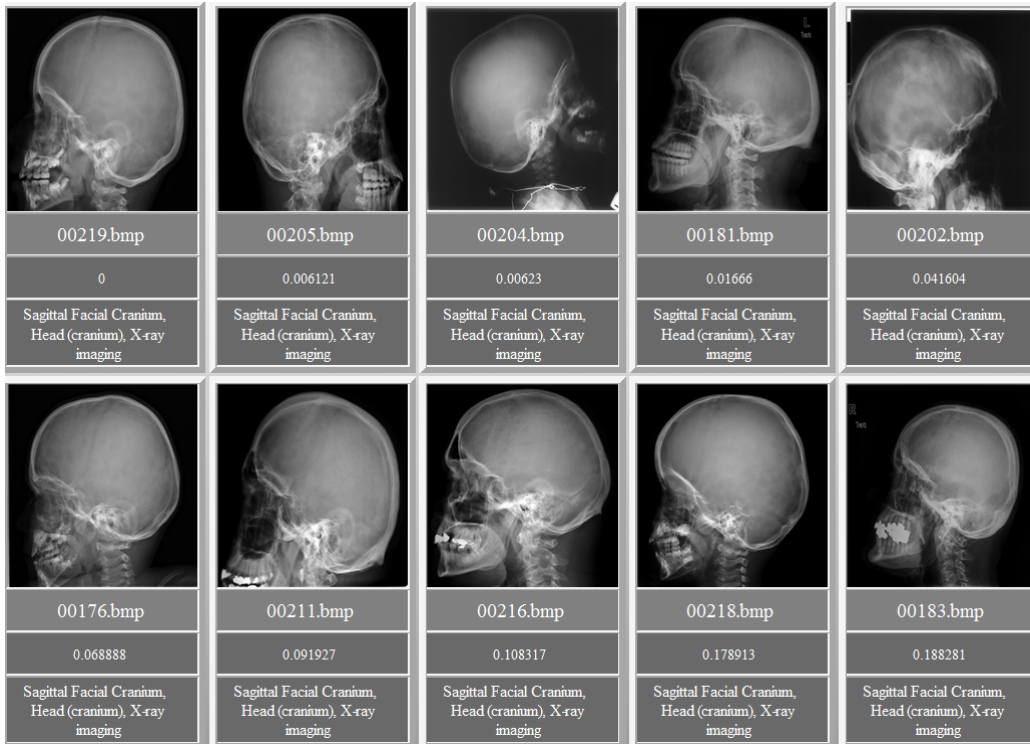 L
1st
00219.bmp
00205.bmp
00204.bmp
00181.bmp
00202.bmp
0
0.006121
0.00623
0.01666
0.041604
Sagittal Facial Cranium,
Head (cranium), X-ray
imaging
Sagittal Facial Cranium,
Head (cranium), X-ray
imaging
Sagittal Facial Cranium,
Head (cranium), X-ray
imaging
Sagittal Facial Cranium,
Head (cranium), X-ray
imaging
Sagittal Facial Cranium,
Head (cranium), X-ray
imaging
R
1st
00176.bmp
00211.bmp
00216.bmp
00218.bmp
00183.bmp
0.068888
0.091927
0.108317
0.178913
0.188281
Sagittal Facial Cranium,
Head (cranium), X-ray
imaging
Sagittal Facial Cranium,
Head (cranium), X-ray
imaging
Sagittal Facial Cranium,
Head (cranium), X-ray
imaging
Sagittal Facial Cranium,
Head (cranium), X-ray
imaging
Sagittal Facial Cranium,
Head (cranium), X-ray
imaging